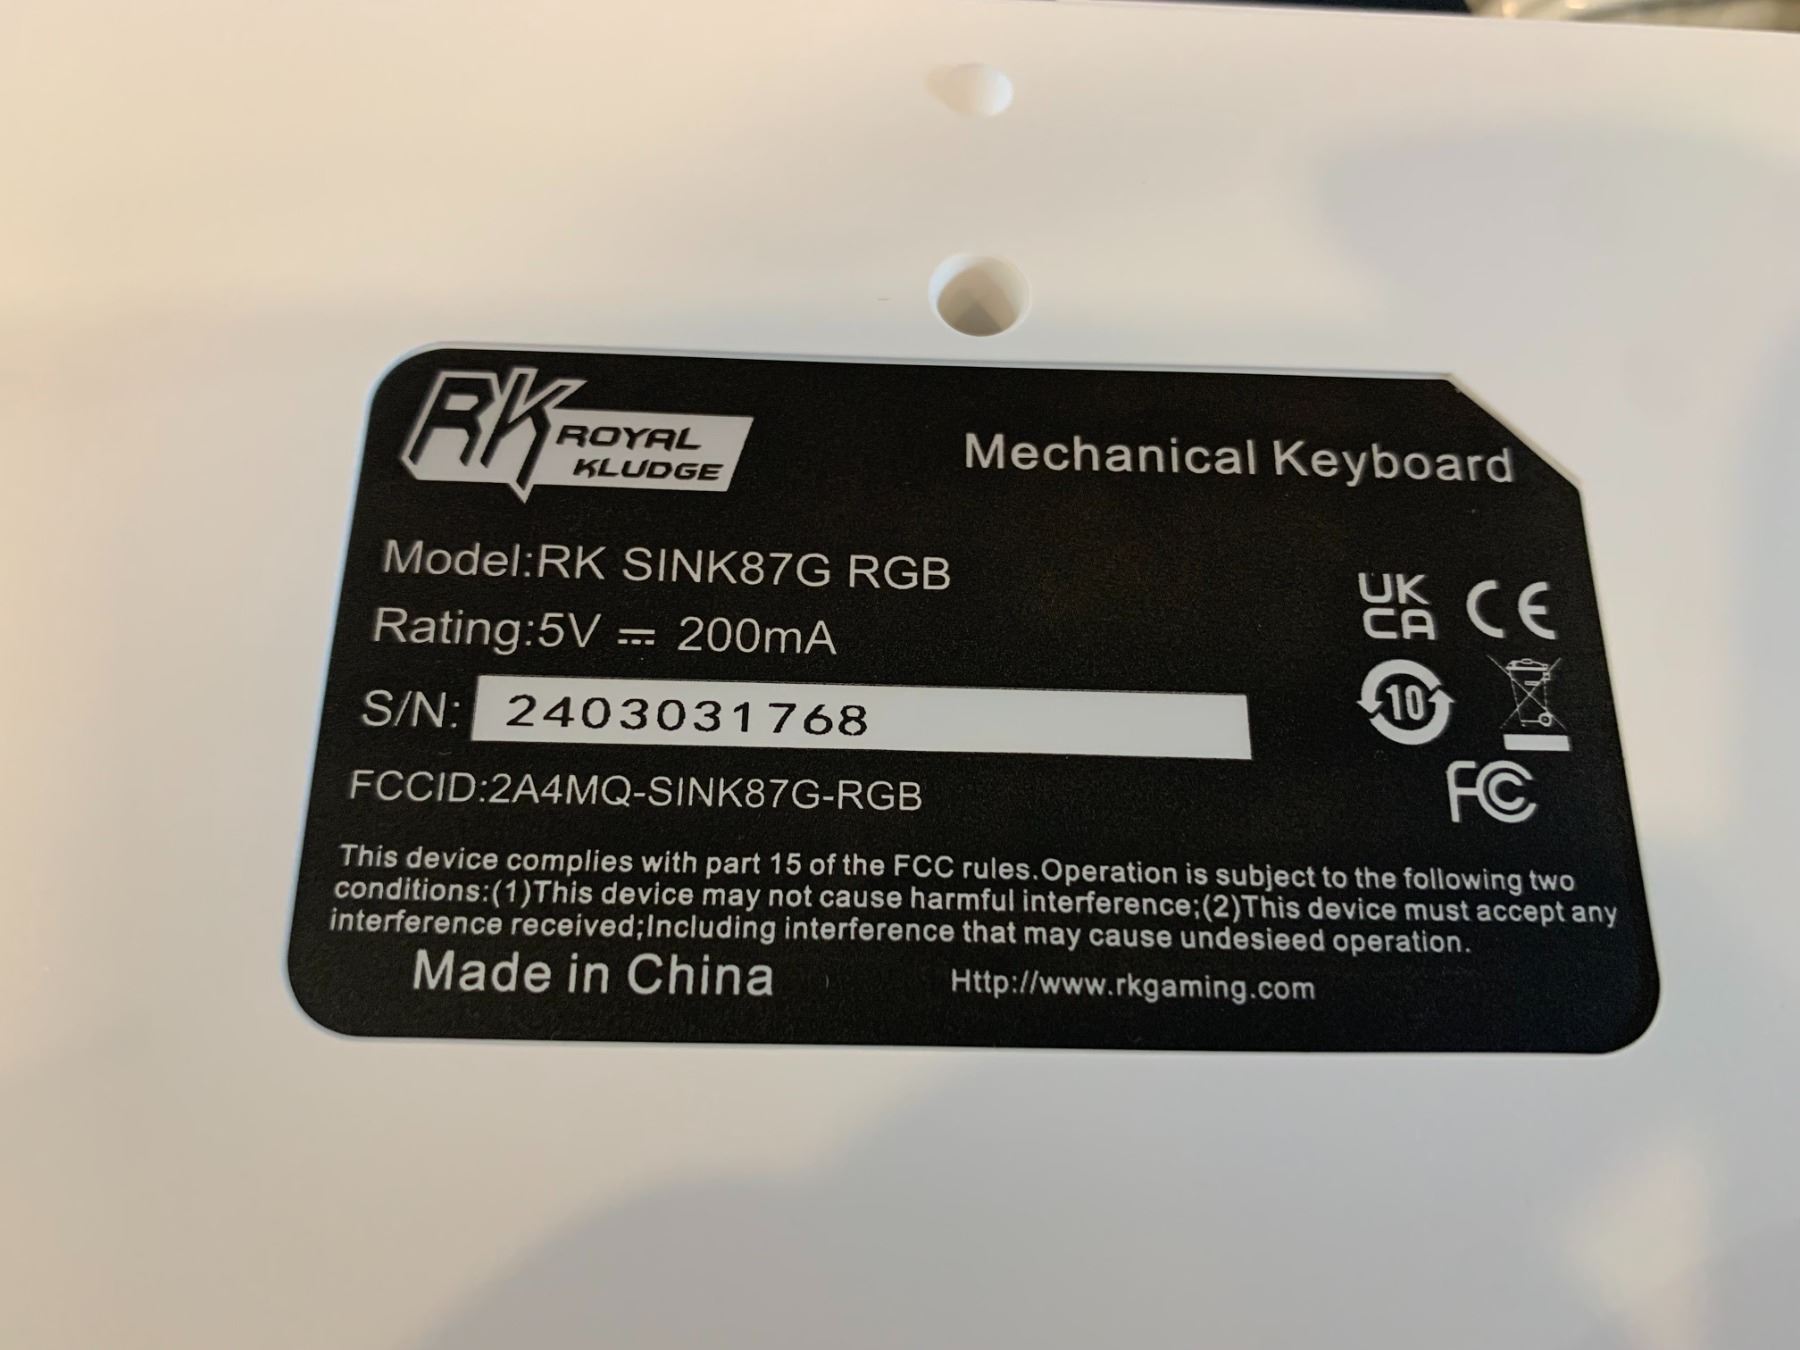 RK ROYAL KLUDGE
Mechanical Keyboard
Model:RK SINK87G RGB
Rating:5V ⎓ 200mA
S/N: 2403031768
FCCID:2A4MQ-SINK87G-RGB
UK
CA
CE
10
FC
This device complies with part 15 of the FCC rules.Operation is subject to the following two
conditions:(1)This device may not cause harmful interference;(2)This device must accept any
interference received;Including interference that may cause undesieed operation.
Made in China
Http://www.rkgaming.com